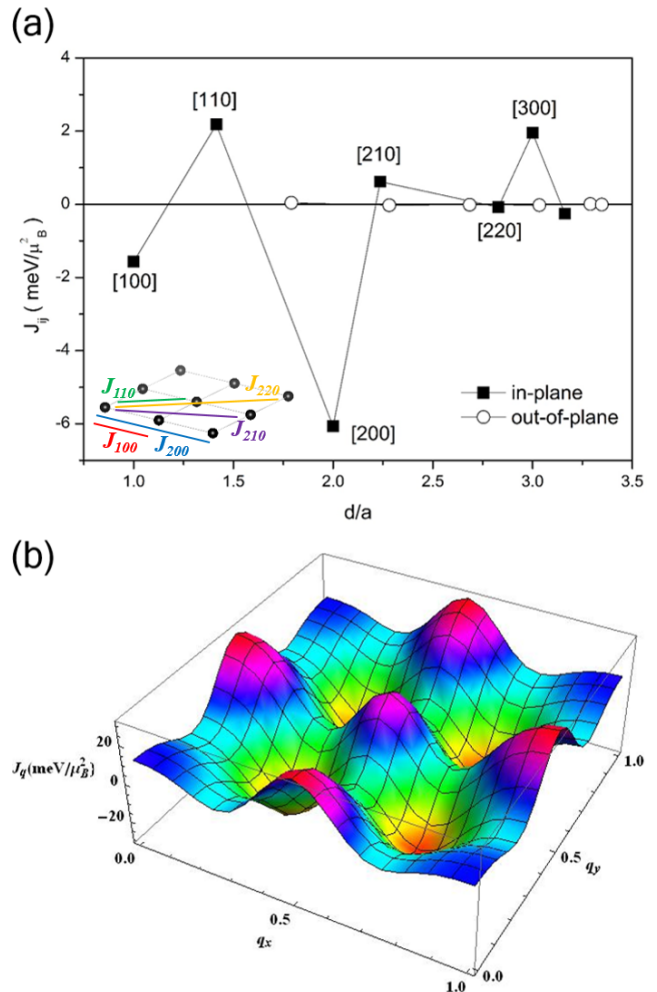 (a)
4
2
0
-2
-4
-6
J_ij ( meV/μ_B^2 )
[100]
[110]
[200]
[210]
[220]
[300]
J_110
J_220
J_210
J_100
J_200
in-plane
out-of-plane
1.0 1.5 2.0 2.5 3.0 3.5
d/a
(b)
J_q(meV/μ_B^2}
20
0
−20
0.0
0.5
1.0
q_x
0.0
0.5
1.0
q_y